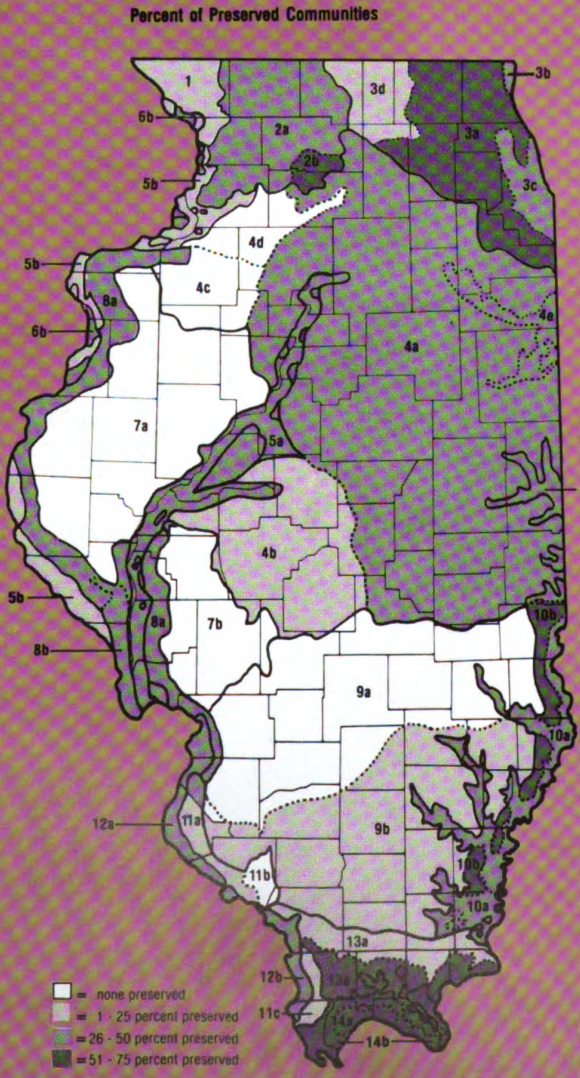 Percent of Preserved Communities
1
3d
3b
6b
2a
3a
2b
5b
3c
4d
5b
4c
8a
4e
6b
4a
7a
5a
4b
5b
10b
8a
7b
8b
9a
10a
12a
11a
9b
10b
11b
10a
13a
12b
11c
14a
14b
= none preserved
= 1 - 25 percent preserved
= 26 - 50 percent preserved
= 51 - 75 percent preserved